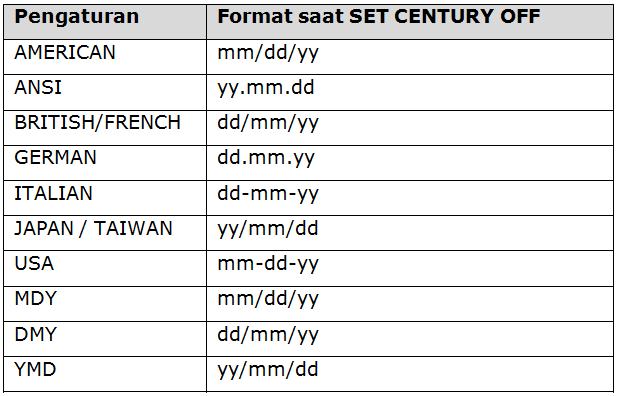 Pengaturan Format saat SET CENTURY OFF
AMERICAN mm/dd/yy
ANSI yy.mm.dd
BRITISH/FRENCH dd/mm/yy
GERMAN dd.mm.yy
ITALIAN dd-mm-yy
JAPAN / TAIWAN yy/mm/dd
USA mm-dd-yy
MDY mm/dd/yy
DMY dd/mm/yy
YMD yy/mm/dd